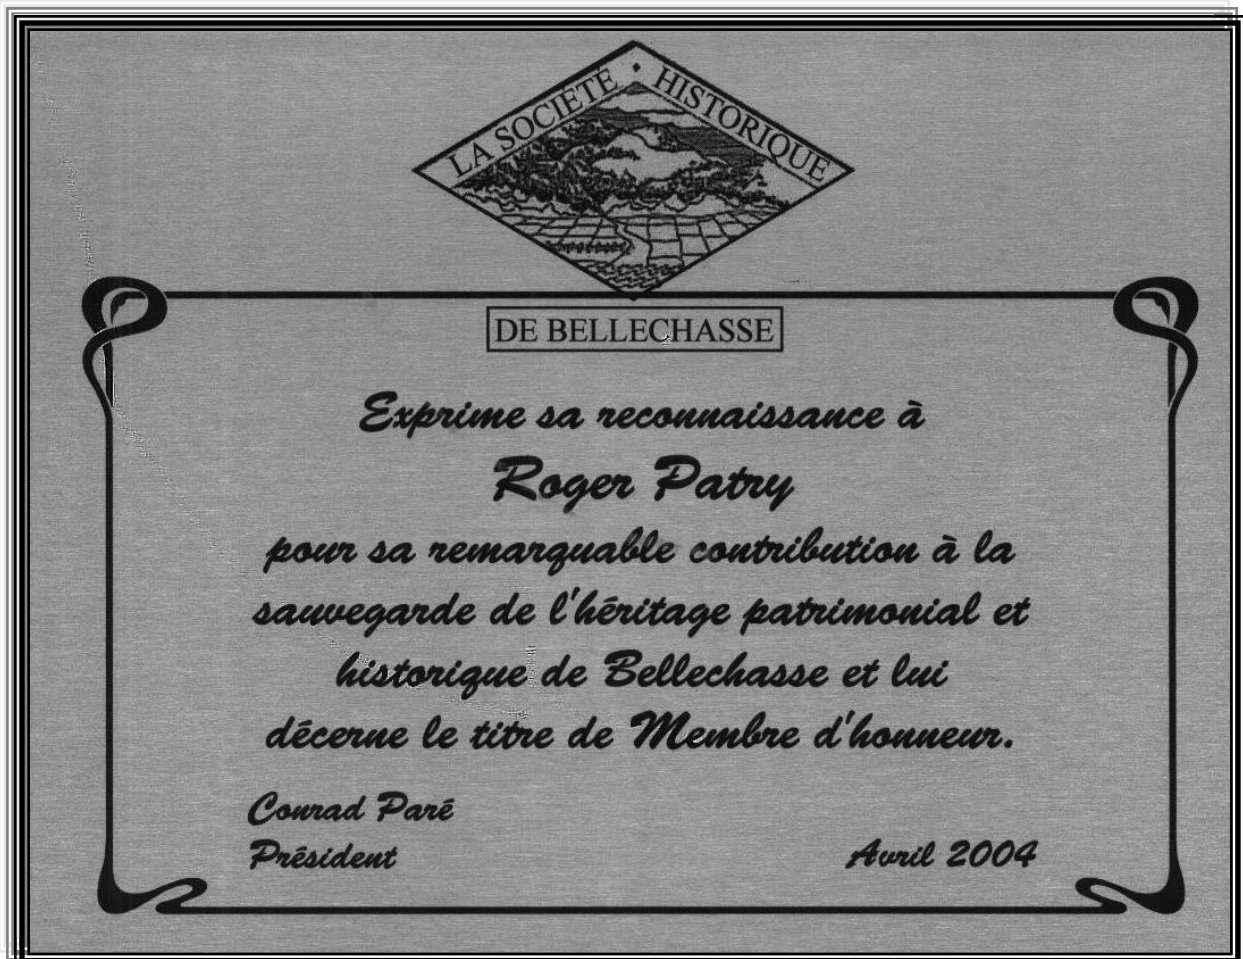 LA SOCIÉTÉ • HISTORIQUE
DE BELLECHASSE
Exprime sa reconnaissance à
Roger Patry
pour sa remarquable contribution à la
sauvegarde de l'héritage patrimonial et
historique de Bellechasse et lui
décerne le titre de Membre d'honneur.
Conrad Paré
Président
Avril 2004